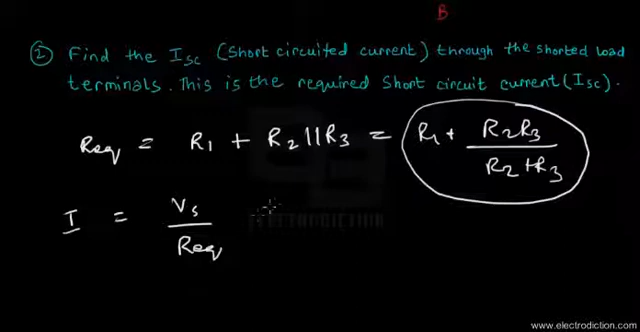 B
② Find the Isc (Short circuited current) through the shorted load
terminals. This is the required Short circuit current (Isc).
Req = R1 + R2 || R3 = R1 + R2R3 / R2+R3
I = Vs / Req
ELECTRODICTION
www.electrodiction.com